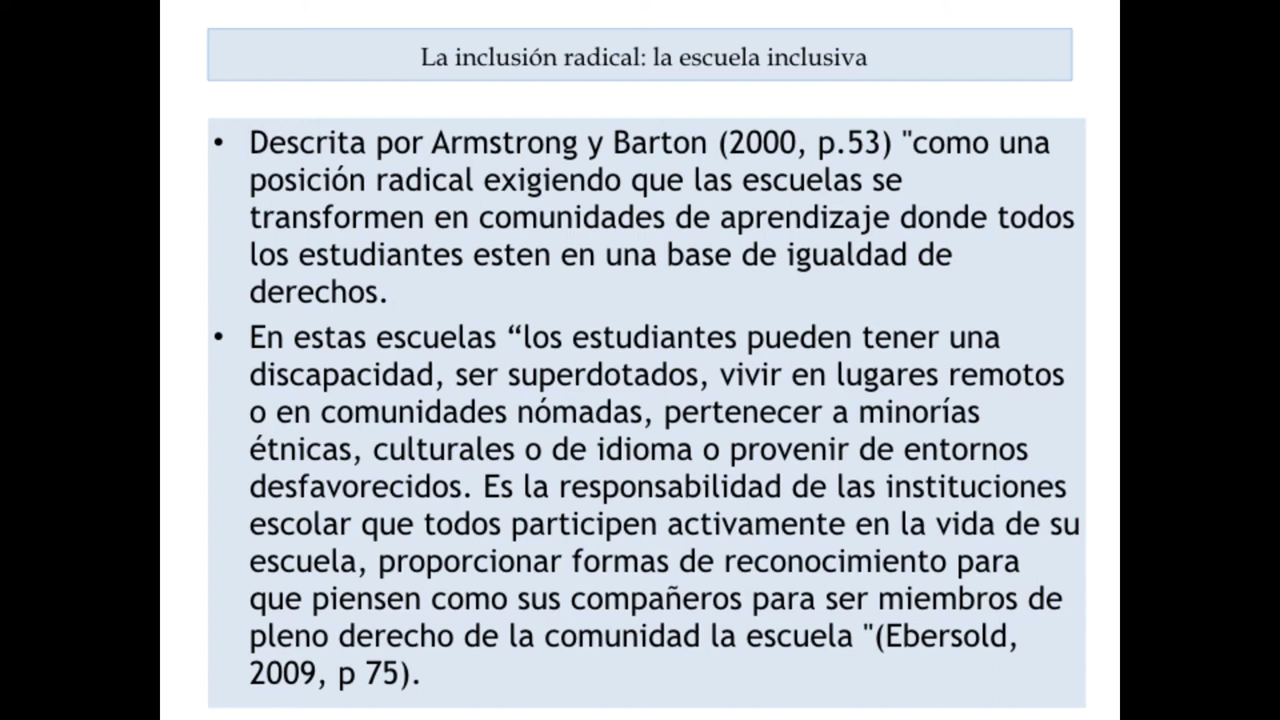 La inclusión radical: la escuela inclusiva
• Descrita por Armstrong y Barton (2000, p.53) "como una
posición radical exigiendo que las escuelas se
transformen en comunidades de aprendizaje donde todos
los estudiantes esten en una base de igualdad de
derechos.
• En estas escuelas “los estudiantes pueden tener una
discapacidad, ser superdotados, vivir en lugares remotos
o en comunidades nómadas, pertenecer a minorías
étnicas, culturales o de idioma o provenir de entornos
desfavorecidos. Es la responsabilidad de las instituciones
escolar que todos participen activamente en la vida de su
escuela, proporcionar formas de reconocimiento para
que piensen como sus compañeros para ser miembros de
pleno derecho de la comunidad la escuela "(Ebersold,
2009, p 75).